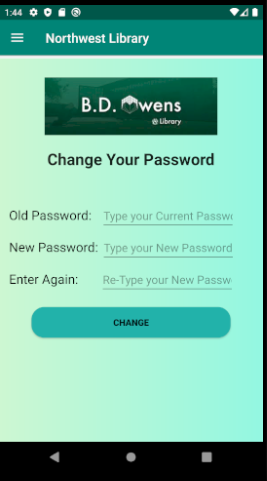 1:44
Northwest Library
B.D. Owens
@ Library
Change Your Password
Old Password: Type your Current Passw
New Password: Type your New Password
Enter Again: Re-Type your New Passw
CHANGE